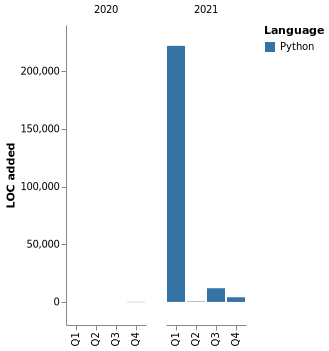 2020 2021
Language
Python
200,000
150,000
100,000
50,000
0
LOC added
Q1 Q2 Q3 Q4 Q1 Q2 Q3 Q4